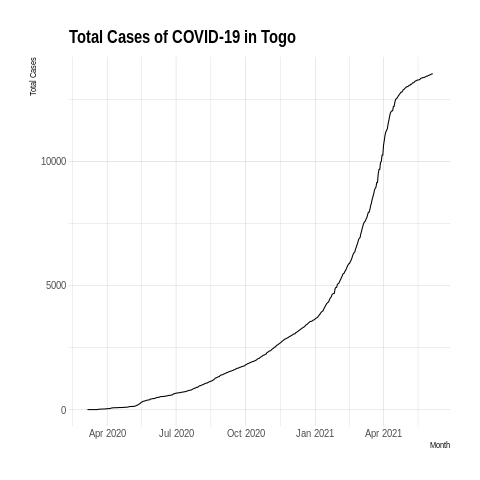 Total Cases of COVID-19 in Togo
Total Cases
10000
5000
0
Apr 2020 Jul 2020 Oct 2020 Jan 2021 Apr 2021
Month